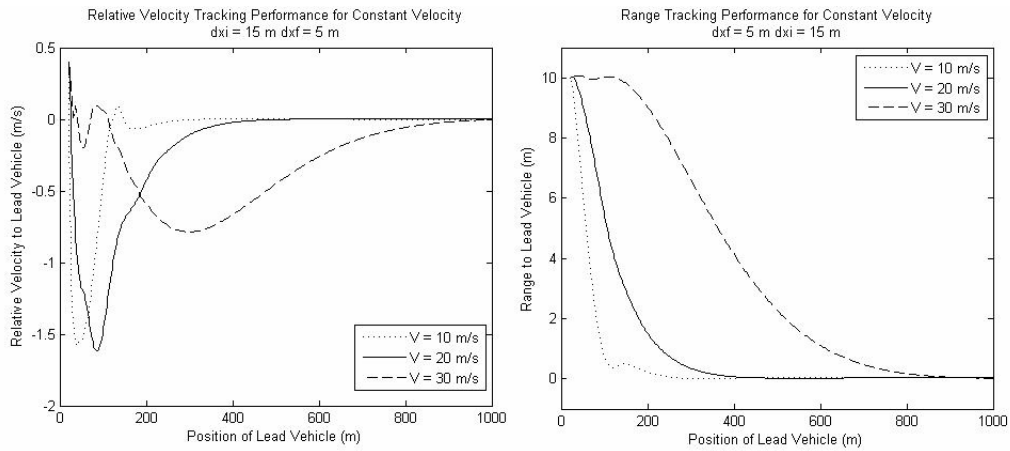 Relative Velocity Tracking Performance for Constant Velocity
dxi = 15 m dxf = 5 m
0.5
0
-0.5
-1
-1.5
-2
Relative Velocity to Lead Vehicle (m/s)
V = 10 m/s
V = 20 m/s
V = 30 m/s
0
200
400
600
800
1000
Position of Lead Vehicle (m)
Range Tracking Performance for Constant Velocity
dxf = 5 m dxi = 15 m
10
8
6
4
2
0
Range to Lead Vehicle (m)
V = 10 m/s
V = 20 m/s
V = 30 m/s
0
200
400
600
800
1000
Position of Lead Vehicle (m)